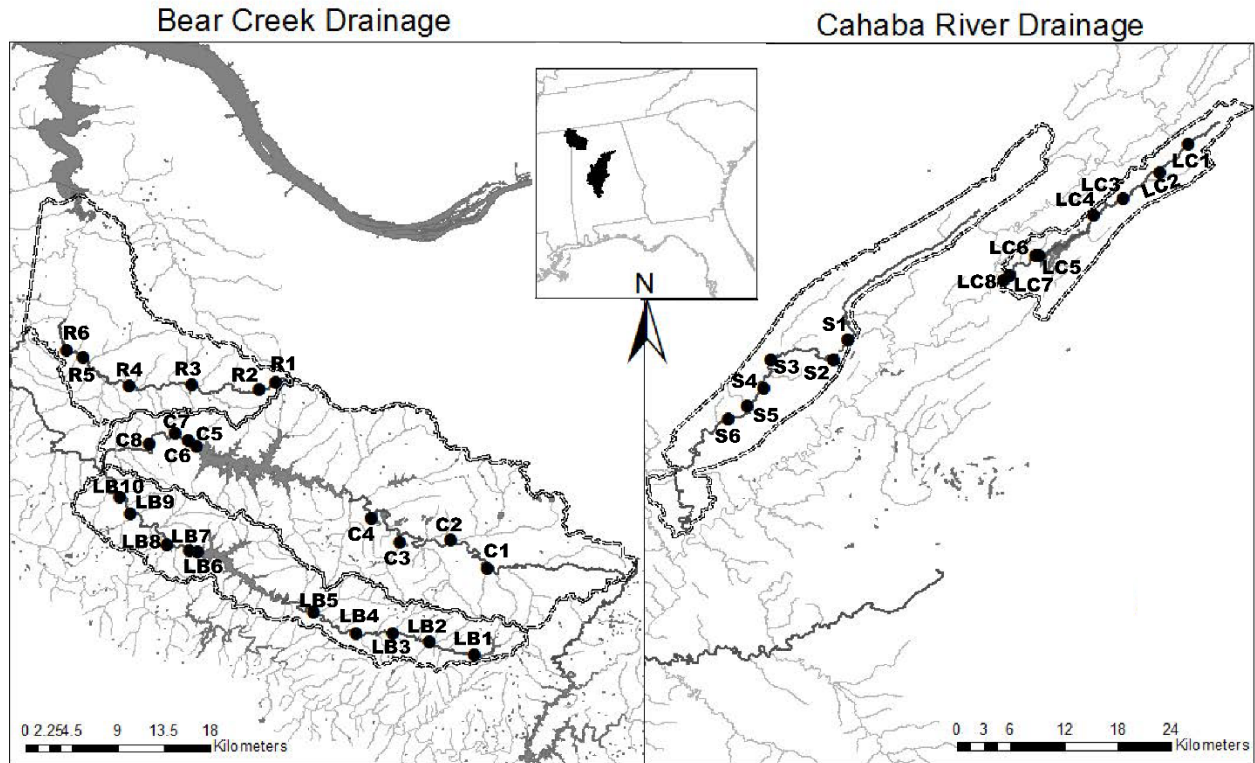 Bear Creek Drainage
Cahaba River Drainage
N
LC1
LC2
LC3
LC4
LC6
LC5
LC8
LC7
S1
S3
S2
S4
S5
S6
R6
R5
R4
R3
R2
R1
C7
C8
C5
C6
LB10
LB9
LB8
LB7
LB6
C4
C3
C2
C1
LB5
LB4
LB3
LB2
LB1
0 2.25 4.5 9 13.5 18
Kilometers
0 3 6 12 18 24
Kilometers